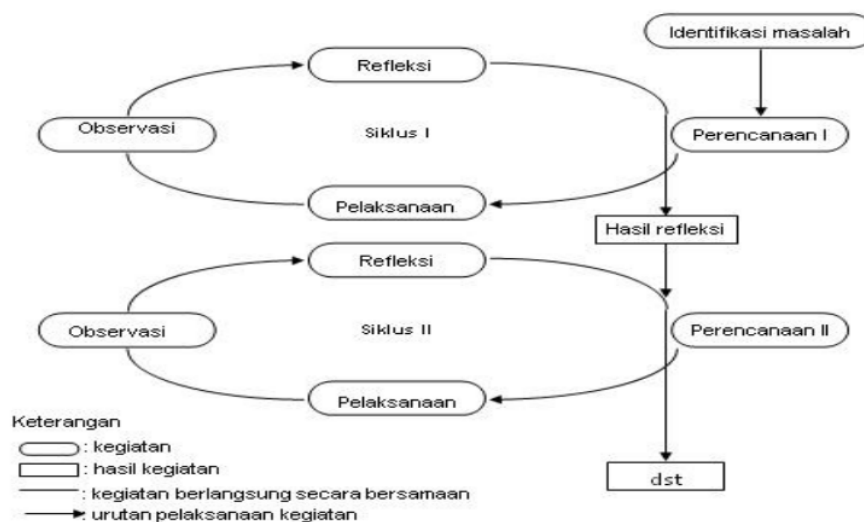 Identifikasi masalah
Refleksi
Observasi
Siklus I
Perencanaan I
Pelaksanaan
Hasil refleksi
Refleksi
Observasi
Siklus II
Perencanaan II
Pelaksanaan
Keterangan
: kegiatan
: hasil kegiatan
: kegiatan berlangsung secara bersamaan
: urutan pelaksanaan kegiatan
dst